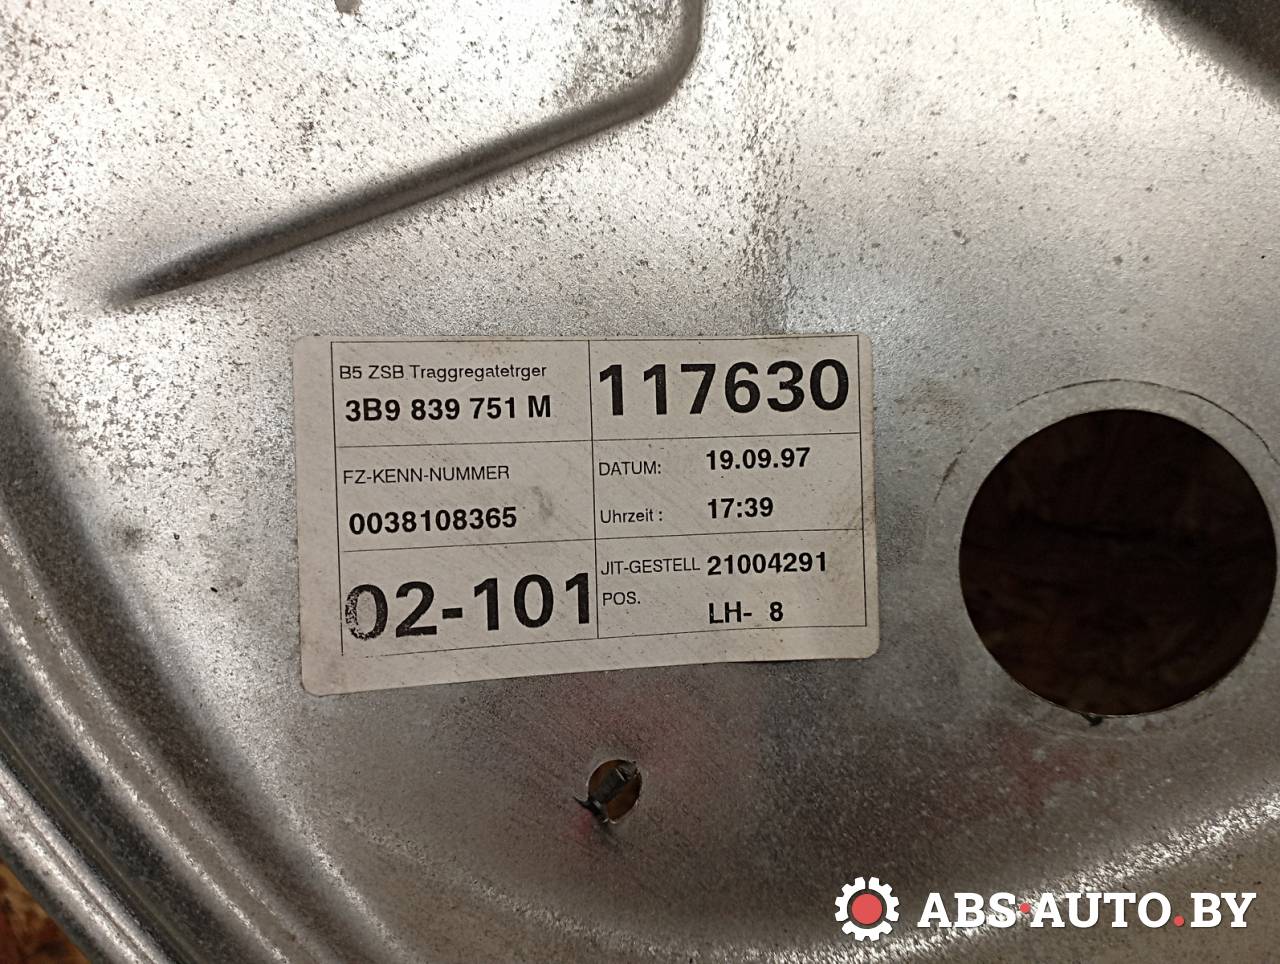 B5 ZSB Traggregatetrger
3B9 839 751 M
117630
FZ-KENN-NUMMER
0038108365
DATUM: 19.09.97
Uhrzeit : 17:39
02-101
JIT-GESTELL 21004291
POS. LH- 8
ABS·AUTO.BY